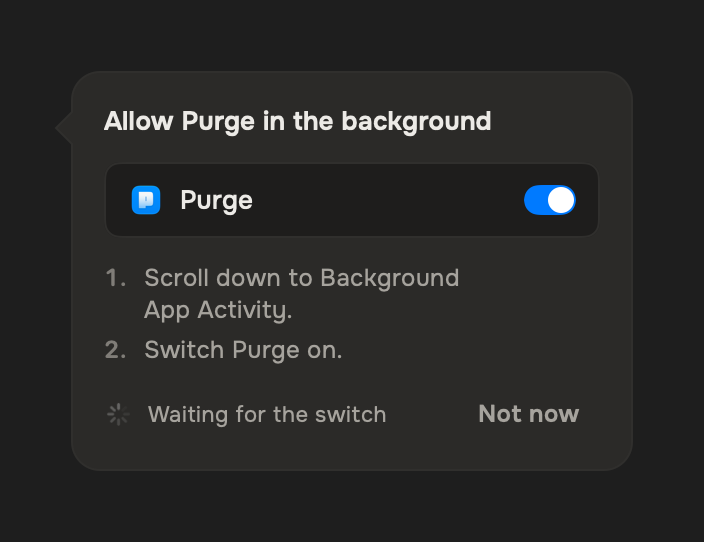 Allow Purge in the background
Purge
1. Scroll down to Background
App Activity.
2. Switch Purge on.
Waiting for the switch
Not now